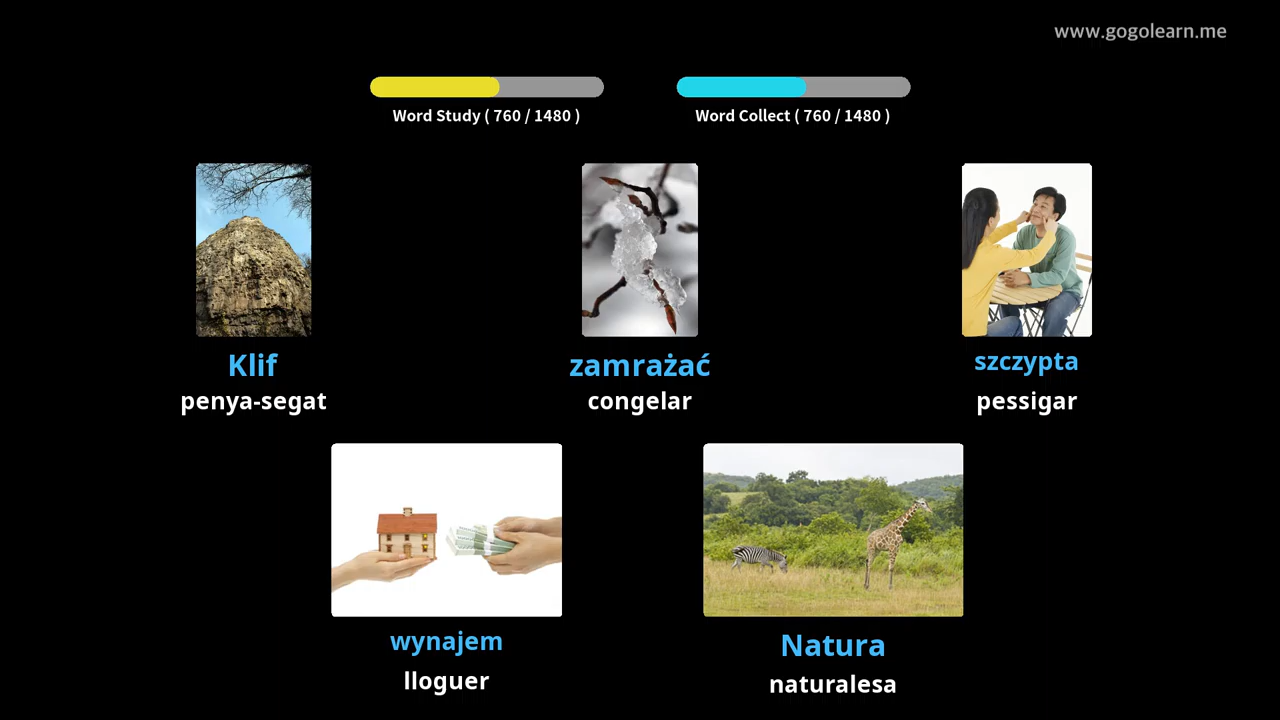 www.gogolearn.me
Word Study ( 760 / 1480 )
Word Collect ( 760 / 1480 )
Klif
penya-segat
zamrażać
congelar
szczypta
pessigar
wynajem
lloguer
Natura
naturalesa